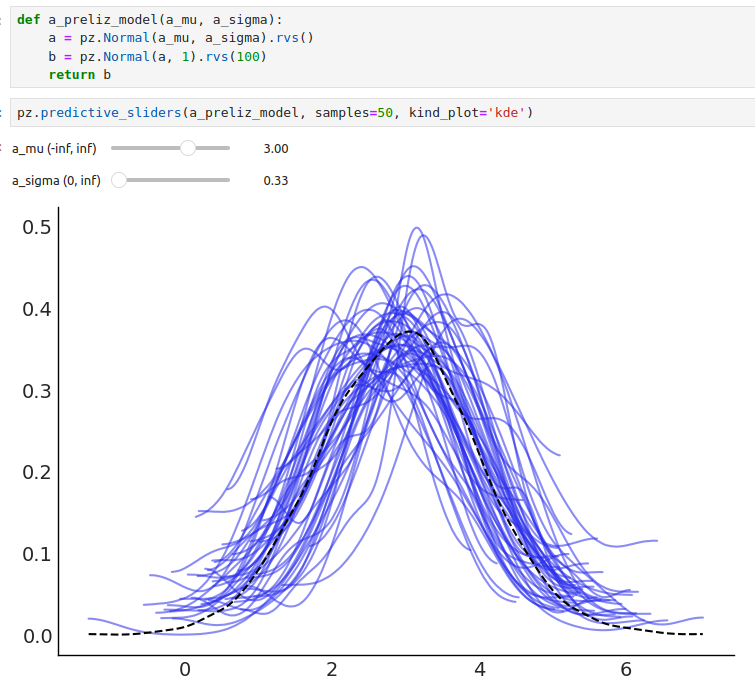 def a_preliz_model(a_mu, a_sigma):
    a = pz.Normal(a_mu, a_sigma).rvs()
    b = pz.Normal(a, 1).rvs(100)
    return b
pz.predictive_sliders(a_preliz_model, samples=50, kind_plot='kde')
a_mu (-inf, inf) 3.00
a_sigma (0, inf) 0.33
0.5
0.4
0.3
0.2
0.1
0.0
0 2 4 6